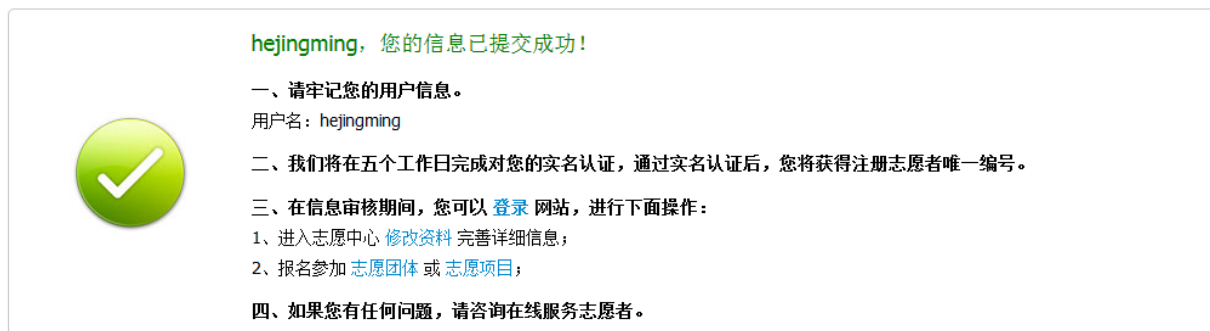 hejingming，您的信息已提交成功！
一、请牢记您的用户信息。
用户名：hejingming
二、我们将在五个工作日完成对您的实名认证，通过实名认证后，您将获得注册志愿者唯一编号。
三、在信息审核期间，您可以 登录 网站，进行下面操作：
1、进入志愿中心 修改资料 完善详细信息；
2、报名参加 志愿团体 或 志愿项目；
四、如果您有任何问题，请咨询在线服务志愿者。